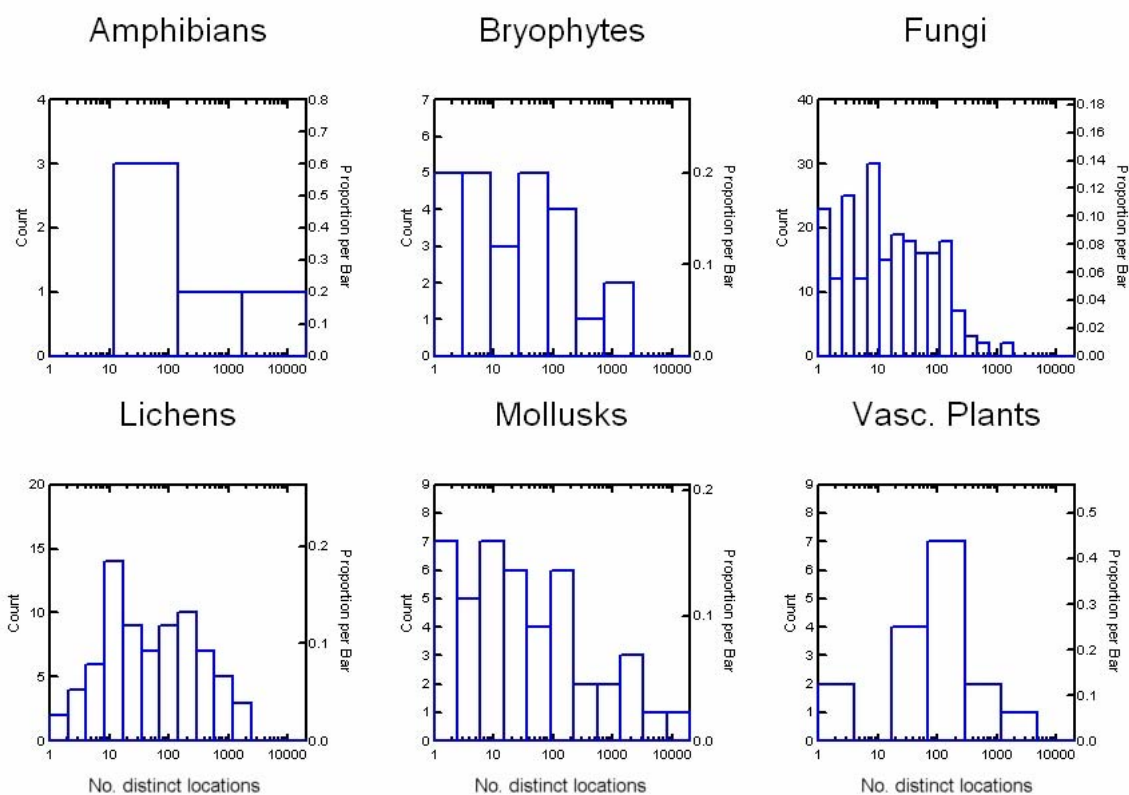 Amphibians
Bryophytes
Fungi
4
3
2
1
0
Count
0.8
0.7
0.6
0.5
0.4
0.3
0.2
0.1
0.0
Proportion per Bar
1 10 100 1000 10000
7
6
5
4
3
2
1
0
Count
0.2
0.1
0.0
Proportion per Bar
1 10 100 1000 10000
40
30
20
10
0
Count
0.18
0.16
0.14
0.12
0.10
0.08
0.06
0.04
0.02
0.00
Proportion per Bar
1 10 100 1000 10000
Lichens
Mollusks
Vasc. Plants
20
15
10
5
0
Count
0.2
0.1
0.0
Proportion per Bar
1 10 100 1000 10000
No. distinct locations
9
8
7
6
5
4
3
2
1
0
Count
0.2
0.1
0.0
Proportion per Bar
1 10 100 1000 10000
No. distinct locations
9
8
7
6
5
4
3
2
1
0
Count
0.5
0.4
0.3
0.2
0.1
0.0
Proportion per Bar
1 10 100 1000 10000
No. distinct locations